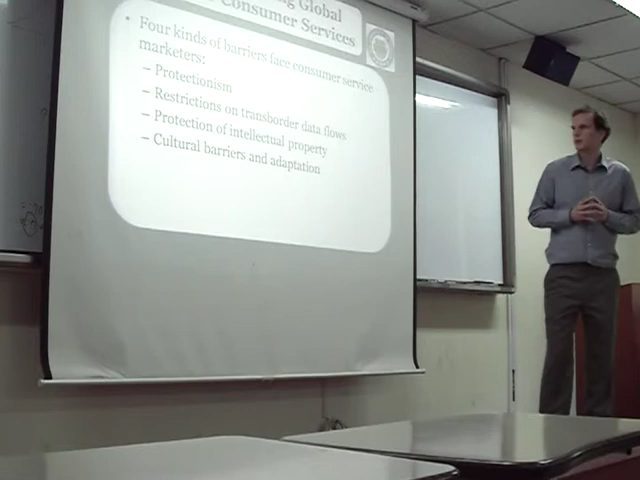 Global
Consumer Services
• Four kinds of barriers face consumer service
marketers:
– Protectionism
– Restrictions on transborder data flows
– Protection of intellectual property
– Cultural barriers and adaptation